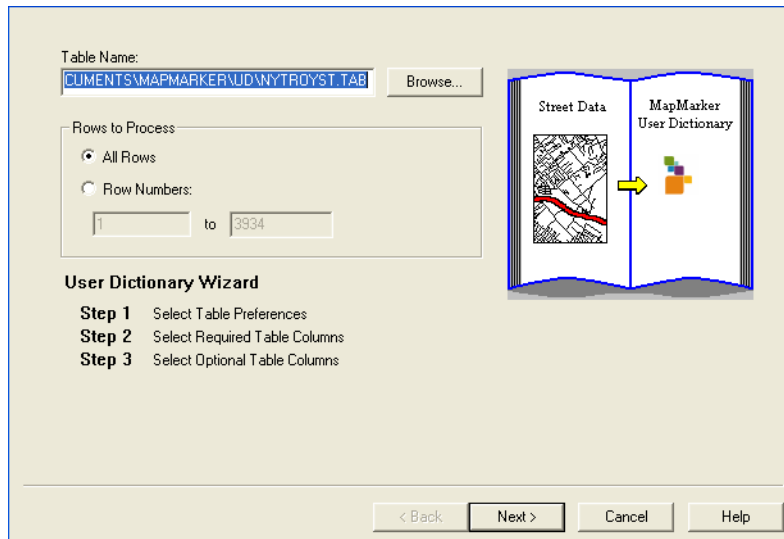 Table Name:
CUMENTS\MAPMARKER\UD\NYTROYST.TAB
Browse...
Rows to Process
All Rows
Row Numbers:
1 to 3934
Street Data
MapMarker
User Dictionary
User Dictionary Wizard
Step 1 Select Table Preferences
Step 2 Select Required Table Columns
Step 3 Select Optional Table Columns
< Back Next > Cancel Help